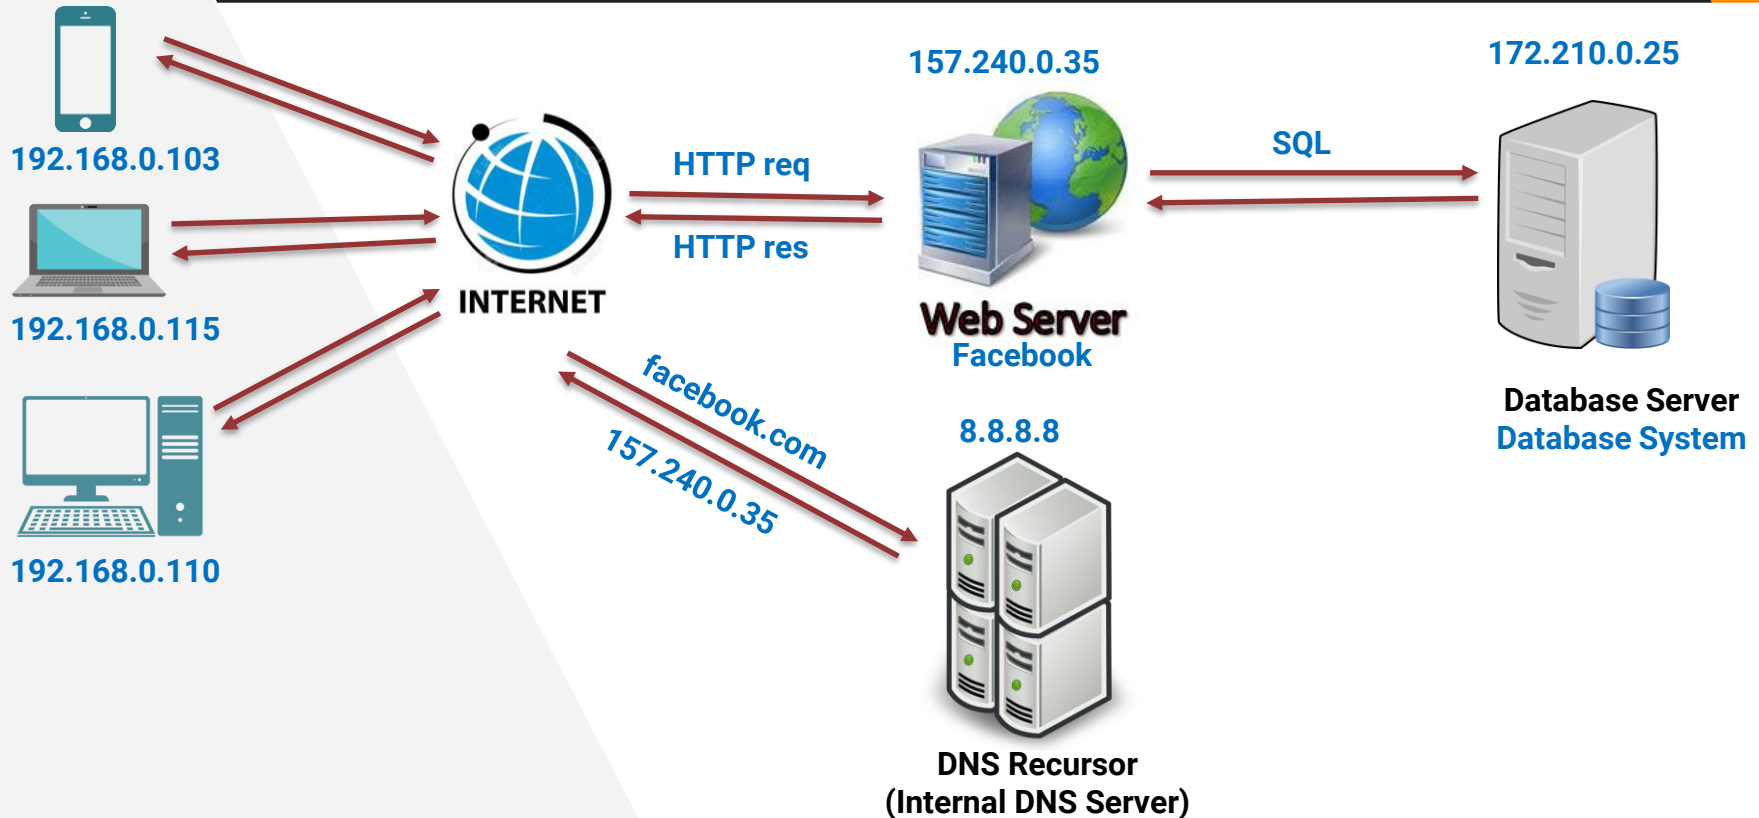 157.240.0.35
172.210.0.25
192.168.0.103
HTTP req
SQL
HTTP res
INTERNET
192.168.0.115
Web Server
Facebook
facebook.com
157.240.0.35
8.8.8.8
Database Server
Database System
192.168.0.110
DNS Recursor
(Internal DNS Server)